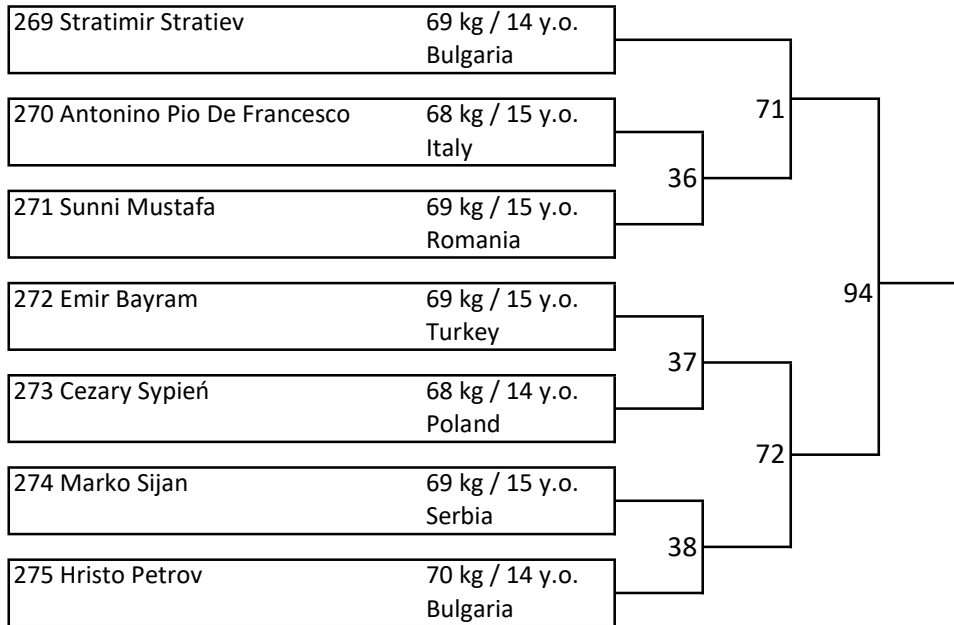 269 Stratimir Stratiev 69 kg / 14 y.o.
Bulgaria
71
270 Antonino Pio De Francesco 68 kg / 15 y.o.
Italy
36
271 Sunni Mustafa 69 kg / 15 y.o.
Romania
94
272 Emir Bayram 69 kg / 15 y.o.
Turkey
37
273 Cezary Sypień 68 kg / 14 y.o.
Poland
72
274 Marko Sijan 69 kg / 15 y.o.
Serbia
38
275 Hristo Petrov 70 kg / 14 y.o.
Bulgaria